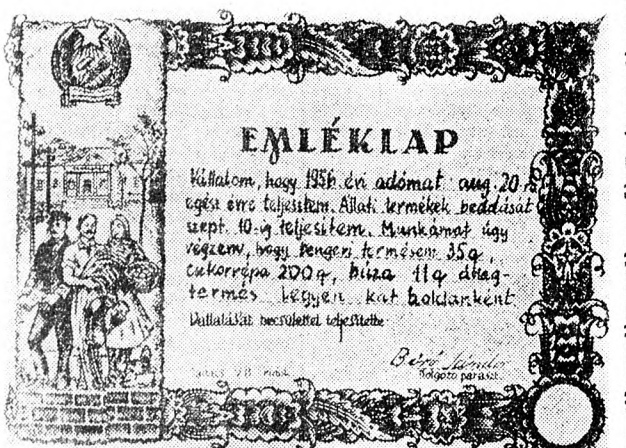 EMLÉKLAP
Vállalom, hogy 1956. évi adómat aug. 20
egész évre teljesítem. Állati termékek beadását
szept. 10-ig teljesítem. Munkámat úgy
végzem, hogy tengeri termésem 35 q,
cukorrépa 200 q, búza 11 q átlag-
termés legyen kat. holdanként
Vállalását becsülettel teljesítette
Sándor
dolgozó paraszt.